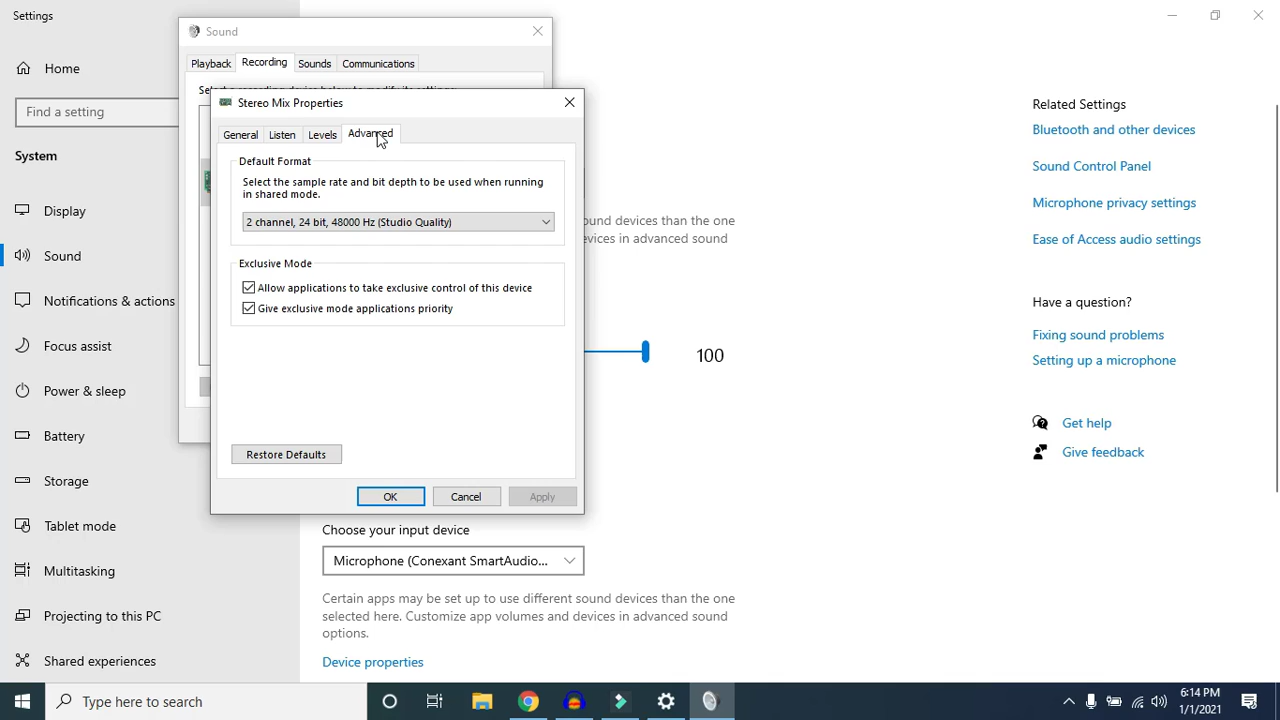 Settings
Home
Find a setting
System
Display
Sound
Notifications & actions
Focus assist
Power & sleep
Battery
Storage
Tablet mode
Multitasking
Projecting to this PC
Shared experiences
Sound
Playback
Recording
Sounds
Communications
Stereo Mix Properties
General
Listen
Levels
Advanced
Default Format
Select the sample rate and bit depth to be used when running
in shared mode.
2 channel, 24 bit, 48000 Hz (Studio Quality)
Exclusive Mode
Allow applications to take exclusive control of this device
Give exclusive mode applications priority
Restore Defaults
OK
Cancel
Apply
ound devices than the one
evices in advanced sound
100
Choose your input device
Microphone (Conexant SmartAudio...
Certain apps may be set up to use different sound devices than the one
selected here. Customize app volumes and devices in advanced sound
options.
Device properties
Related Settings
Bluetooth and other devices
Sound Control Panel
Microphone privacy settings
Ease of Access audio settings
Have a question?
Fixing sound problems
Setting up a microphone
Get help
Give feedback
Type here to search
6:14 PM
1/1/2021